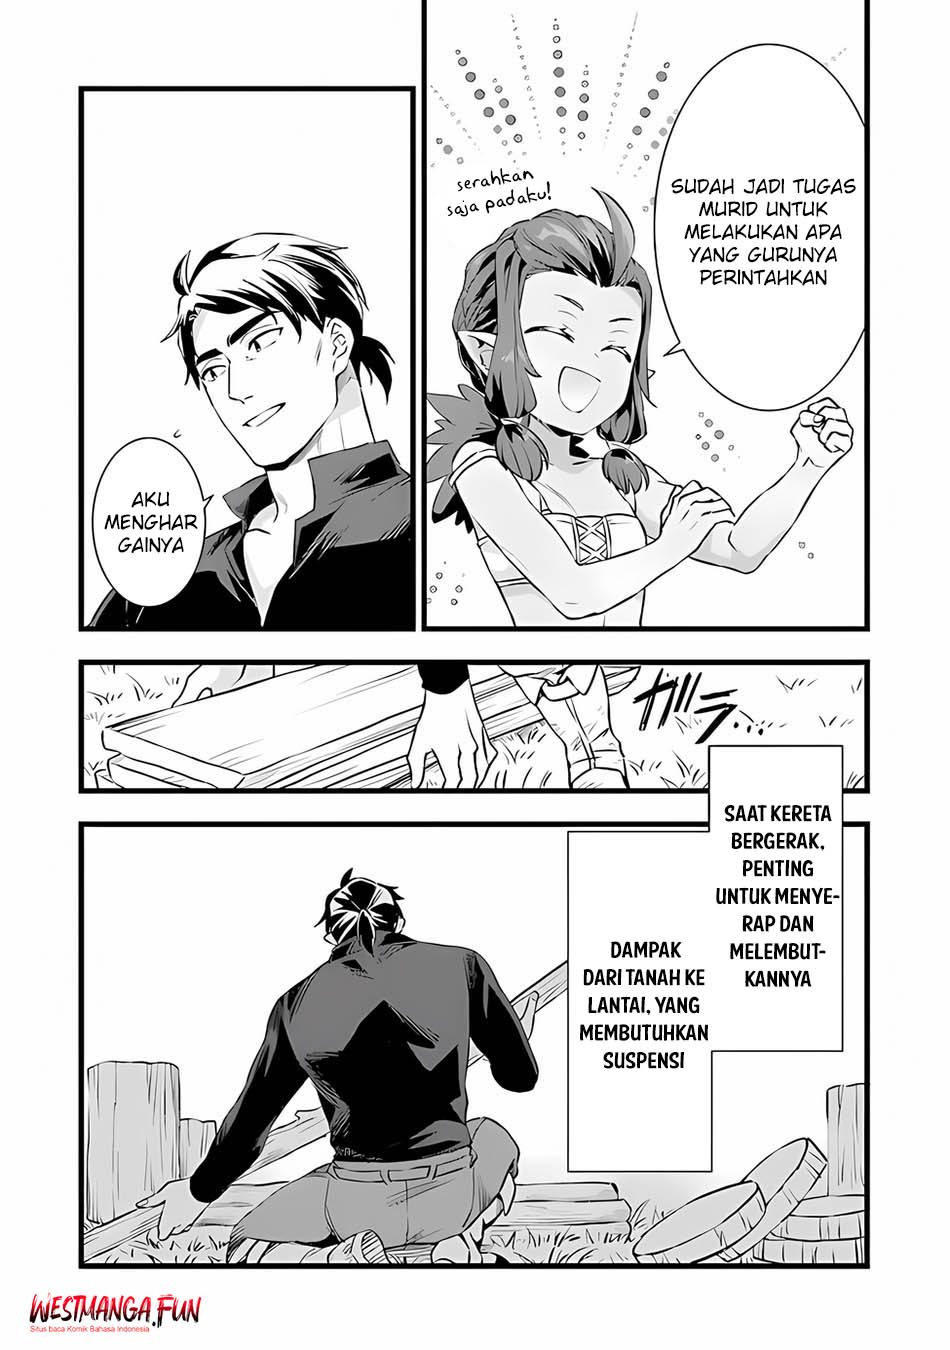 SUDAH JADI TUGAS
MURID UNTUK
MELAKUKAN APA
YANG GURUNYA
PERINTAHKAN
serahkan
saja padaku!
AKU
MENGHAR
GAINYA
ガラ...
SAAT KERETA
BERGERAK,
PENTING
UNTUK MENYE-
RAP DAN
MELEMBUT-
KANNYA
DAMPAK
DARI TANAH KE
LANTAI, YANG
MEMBUTUHKAN
SUSPENSI
WESTMANGA.FUN
Situs baca Komik Bahasa Indonesia